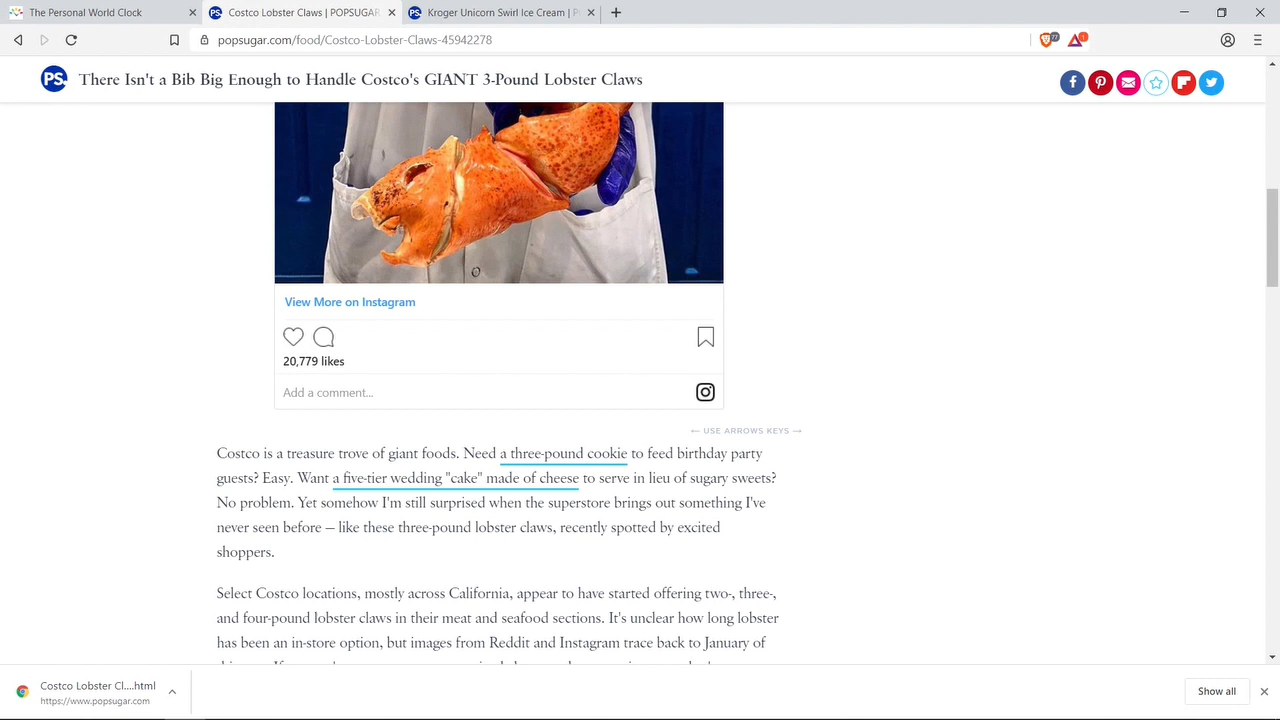 The Personal World Clock
Costco Lobster Claws | POPSUGAR
Kroger Unicorn Swirl Ice Cream | P
popsugar.com/food/Costco-Lobster-Claws-45942278
77
1
PS.
There Isn't a Bib Big Enough to Handle Costco's GIANT 3-Pound Lobster Claws
View More on Instagram
20,779 likes
Add a comment...
← USE ARROWS KEYS →
Costco is a treasure trove of giant foods. Need a three-pound cookie to feed birthday party
guests? Easy. Want a five-tier wedding "cake" made of cheese to serve in lieu of sugary sweets?
No problem. Yet somehow I'm still surprised when the superstore brings out something I've
never seen before — like these three-pound lobster claws, recently spotted by excited
shoppers.
Select Costco locations, mostly across California, appear to have started offering two-, three-,
and four-pound lobster claws in their meat and seafood sections. It's unclear how long lobster
has been an in-store option, but images from Reddit and Instagram trace back to January of
Costco Lobster Cl....html
https://www.popsugar.com
Show all